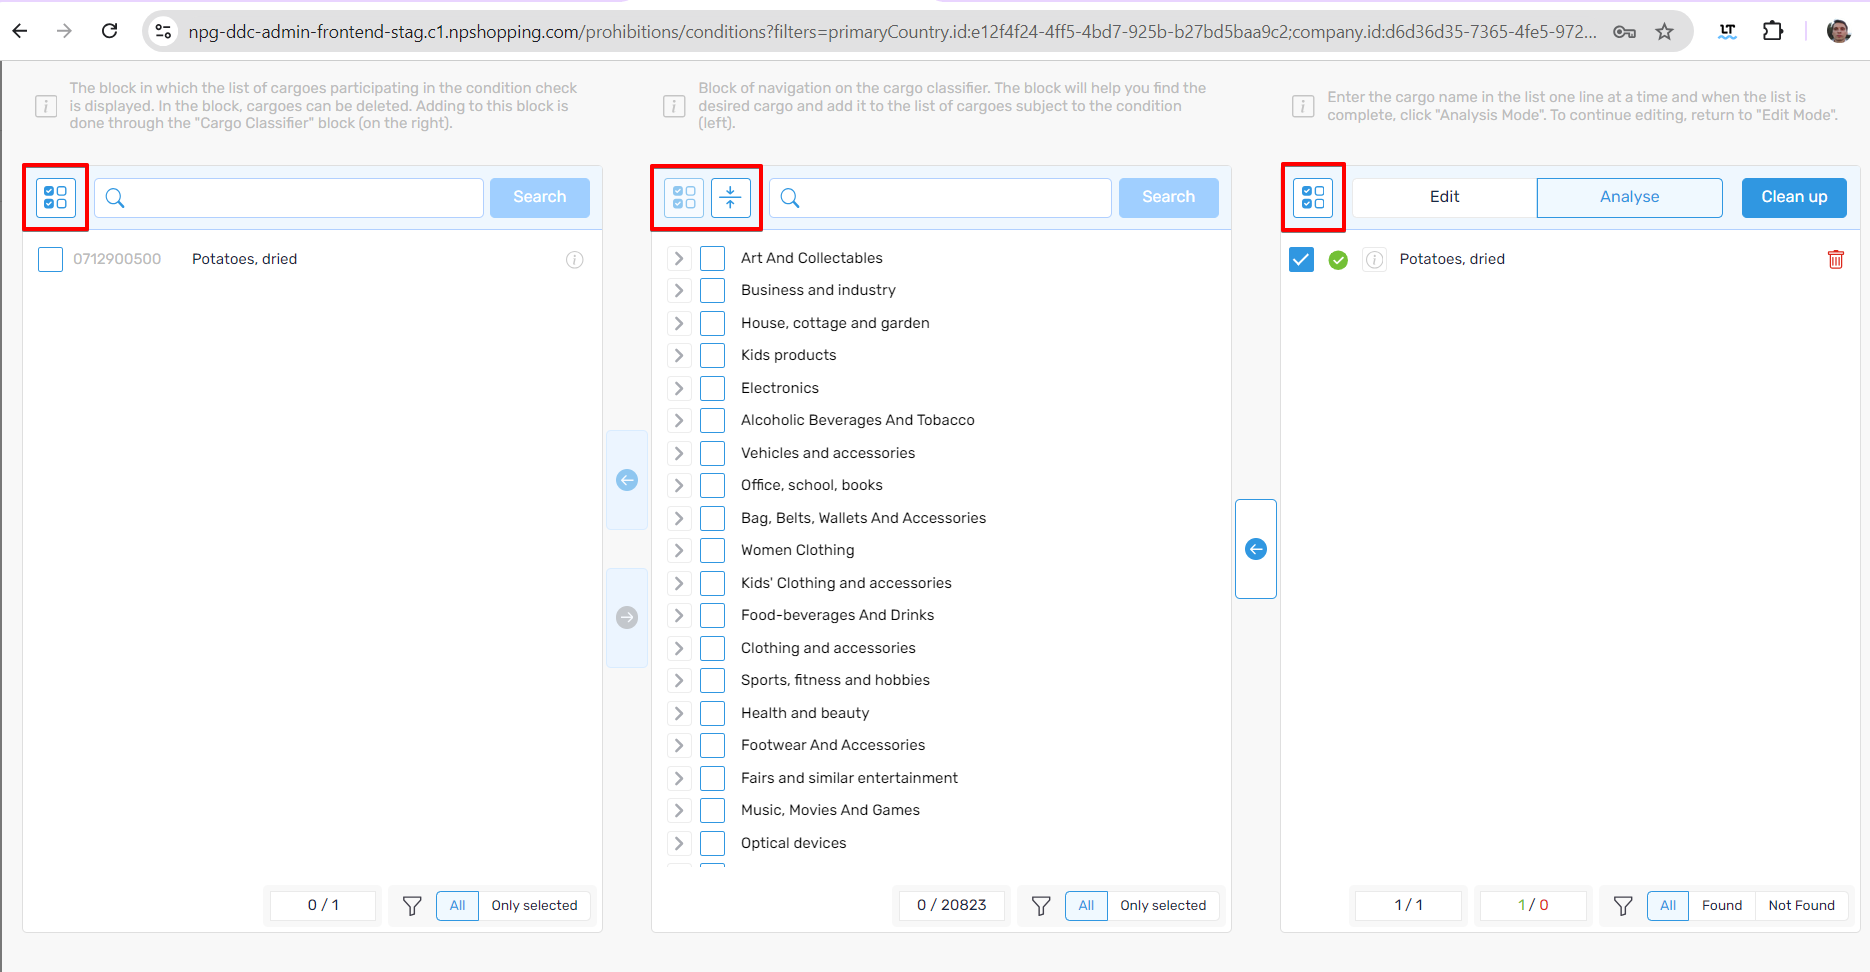 npg-ddc-admin-frontend-stag.c1.npshopping.com/prohibitions/conditions?filters=primaryCountry.id:e12f4f24-4ff5-4bd7-925b-b27bd5baa9c2;company.id:d6d36d35-7365-4fe5-972...
LT
The block in which the list of cargoes participating in the condition check
is displayed. In the block, cargoes can be deleted. Adding to this block is
done through the "Cargo Classifier" block (on the right).
Block of navigation on the cargo classifier. The block will help you find the
desired cargo and add it to the list of cargoes subject to the condition
(left).
Enter the cargo name in the list one line at a time and when the list is
complete, click "Analysis Mode". To continue editing, return to "Edit Mode".
Search
Search
Edit
Analyse
Clean up
0712900500 Potatoes, dried
Art And Collectables
Business and industry
House, cottage and garden
Kids products
Electronics
Alcoholic Beverages And Tobacco
Vehicles and accessories
Office, school, books
Bag, Belts, Wallets And Accessories
Women Clothing
Kids' Clothing and accessories
Food-beverages And Drinks
Clothing and accessories
Sports, fitness and hobbies
Health and beauty
Footwear And Accessories
Fairs and similar entertainment
Music, Movies And Games
Optical devices
Potatoes, dried
0 / 1
All
Only selected
0 / 20823
All
Only selected
1 / 1
1 / 0
All
Found
Not Found